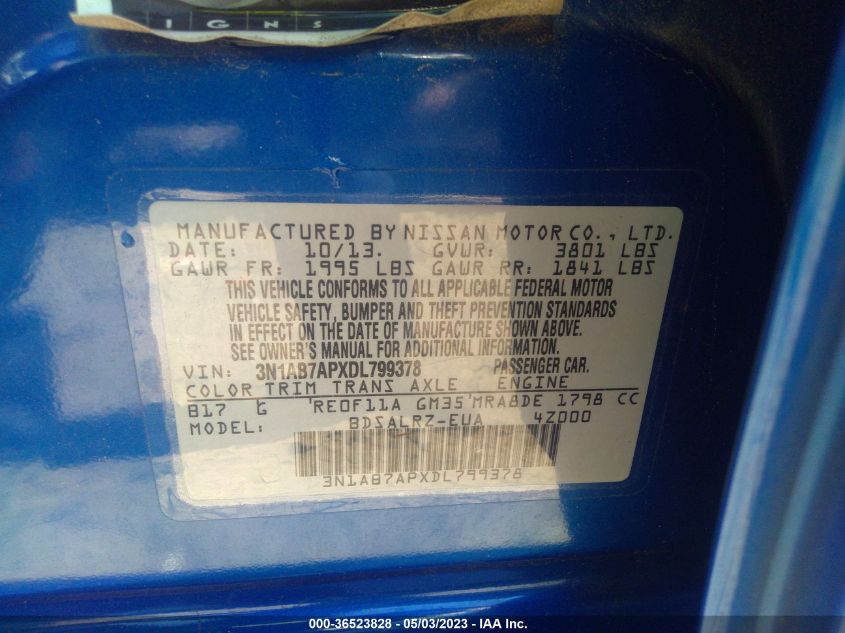 IGNS
MANUFACTURED BY NISSAN MOTOR CO., LTD.
DATE: 10/13. GVWR: 3801 LBS
GAWR FR: 1995 LBS GAWR RR: 1841 LBS
THIS VEHICLE CONFORMS TO ALL APPLICABLE FEDERAL MOTOR
VEHICLE SAFETY, BUMPER AND THEFT PREVENTION STANDARDS
IN EFFECT ON THE DATE OF MANUFACTURE SHOWN ABOVE.
SEE OWNER'S MANUAL FOR ADDITIONAL INFORMATION.
VIN: 3N1AB7APXDL799378 PASSENGER CAR.
COLOR TRIM TRANS AXLE ENGINE
B17 G 'RE0F11A GM35'MRA8DE 1798 CC
MODEL: BDSALRZ-EUA 4Z000
3N1AB7APXDL799378
000-36523828 - 05/03/2023 - IAA Inc.